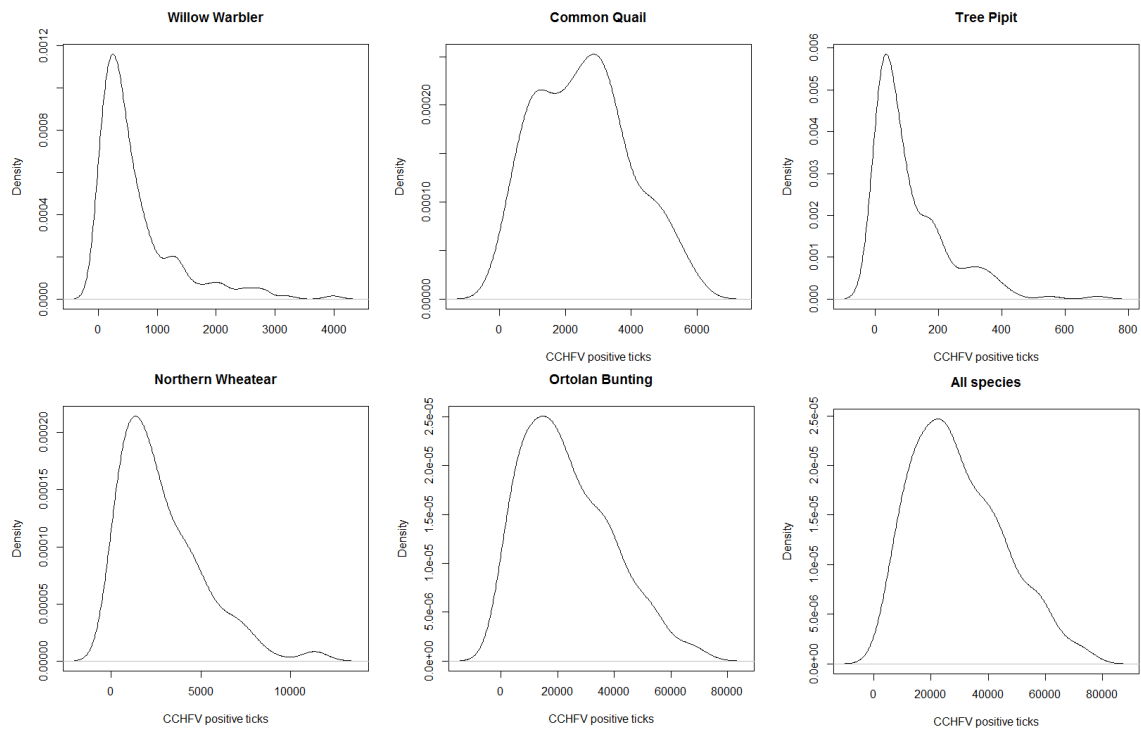 Willow Warbler
Density
0.0000
0.0004
0.0008
0.0012
0
1000
2000
3000
4000
Common Quail
Density
0.00000
0.00010
0.00020
0
2000
4000
6000
CCHFV positive ticks
Tree Pipit
Density
0.000
0.001
0.002
0.003
0.004
0.005
0.006
0
200
400
600
800
Northern Wheatear
Density
0.00000
0.00005
0.00010
0.00015
0.00020
0
5000
10000
CCHFV positive ticks
Ortolan Bunting
Density
0.0e+00
5.0e-06
1.0e-05
1.5e-05
2.0e-05
2.5e-05
0
20000
40000
60000
80000
CCHFV positive ticks
All species
Density
0.0e+00
5.0e-06
1.0e-05
1.5e-05
2.0e-05
2.5e-05
0
20000
40000
60000
80000
CCHFV positive ticks